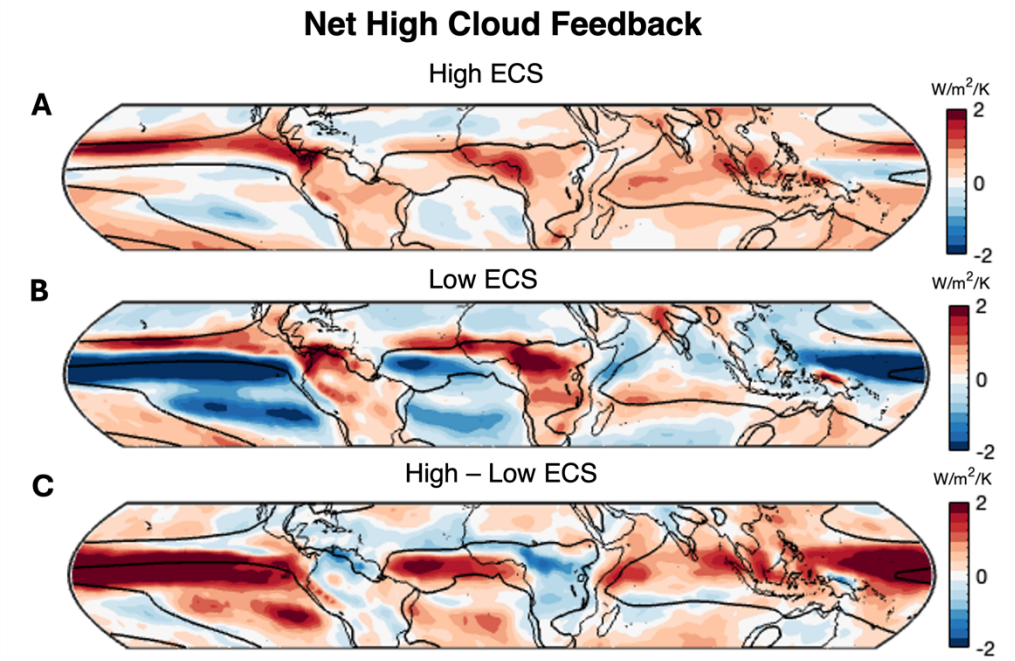 Net High Cloud Feedback
High ECS
A
W/m²/K
2
0
-2
Low ECS
B
W/m²/K
2
0
-2
High – Low ECS
C
W/m²/K
2
0
-2